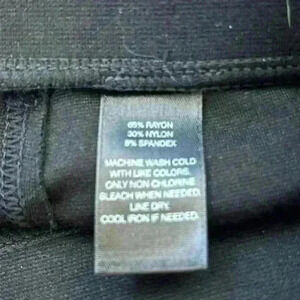 65% RAYON
30% NYLON
5% SPANDEX
MACHINE WASH COLD
WITH LIKE COLORS.
ONLY NON-CHLORINE
BLEACH WHEN NEEDED.
LINE DRY.
COOL IRON IF NEEDED.